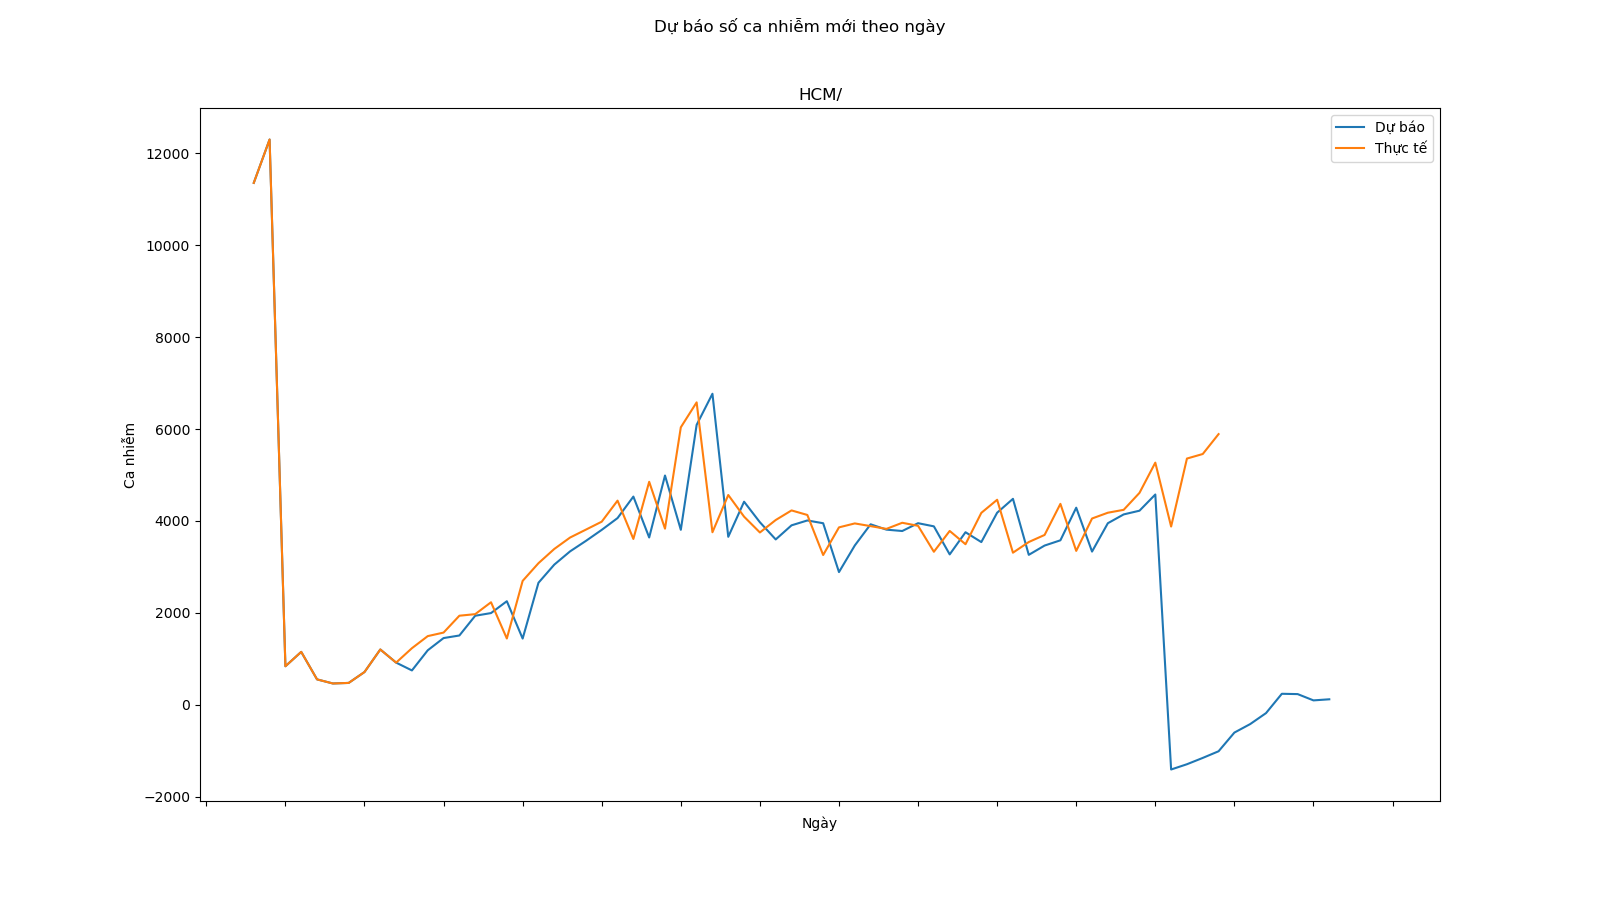 Dự báo số ca nhiễm mới theo ngày
HCM/
Dự báo
Thực tế
12000
10000
8000
6000
4000
2000
0
−2000
Ca nhiễm
Ngày